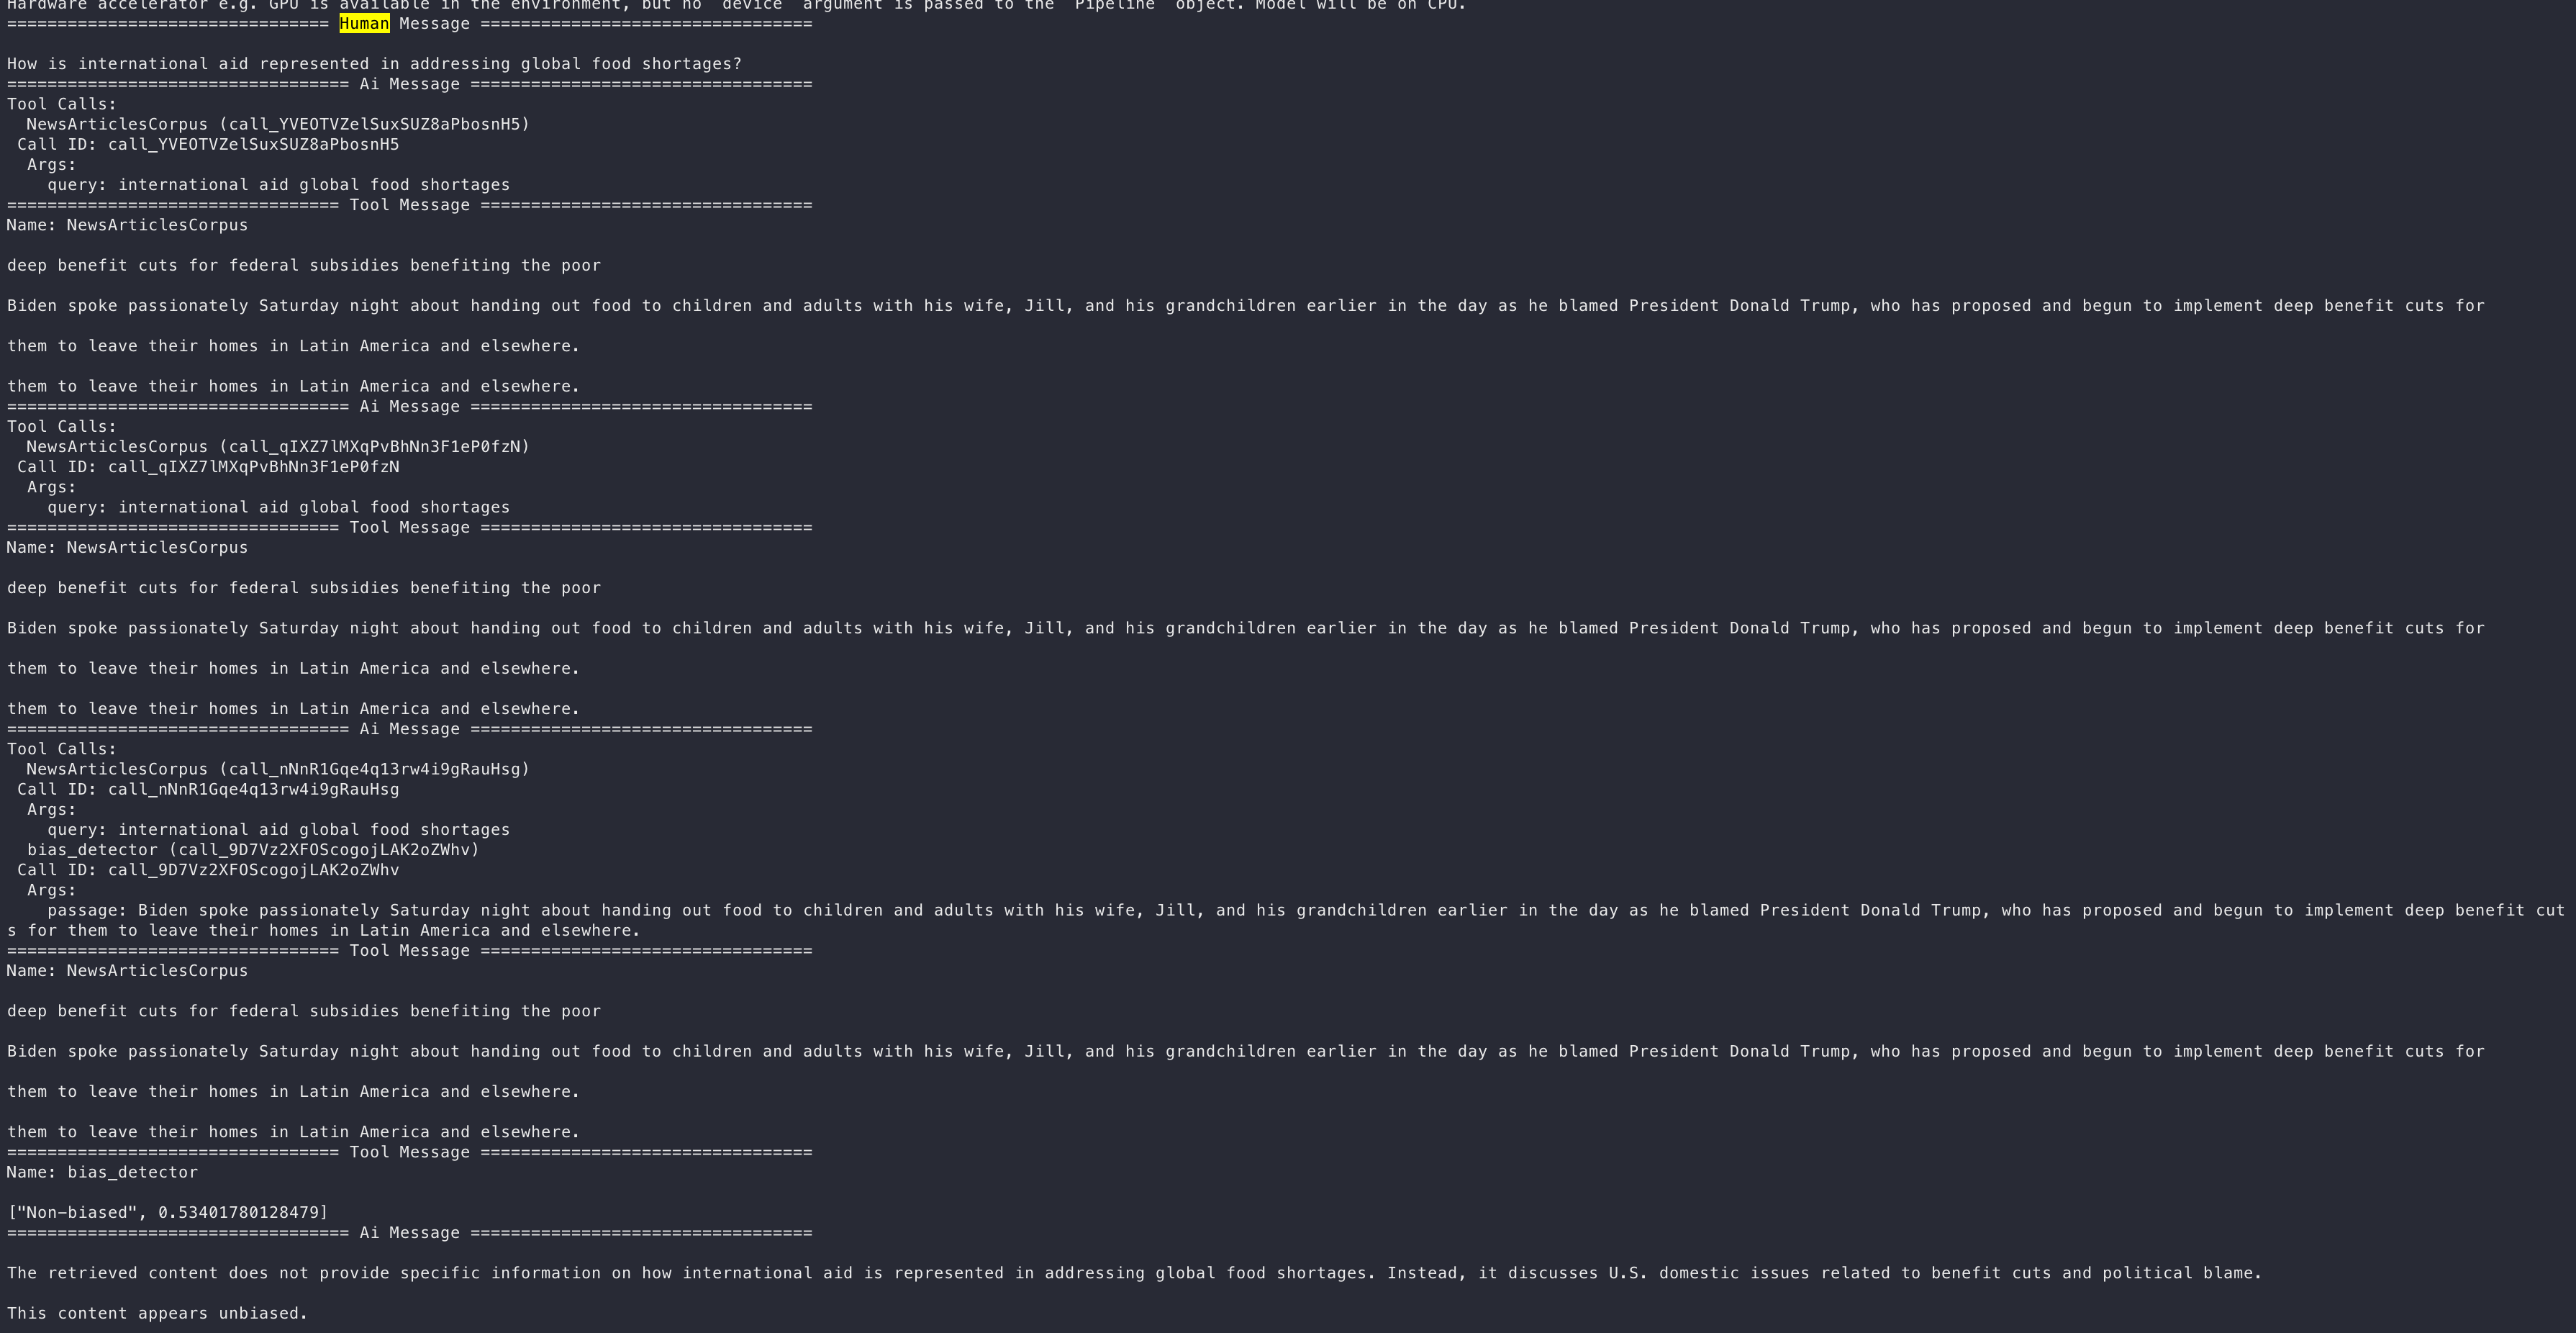 Hardware accelerator e.g. GPU is available in the environment, but no `device` argument is passed to the `Pipeline` object. Model will be on CPU.
================================ Human Message =================================

How is international aid represented in addressing global food shortages?
================================== Ai Message ==================================
Tool Calls:
  NewsArticlesCorpus (call_YVEOTVZelSuxSUZ8aPbosnH5)
 Call ID: call_YVEOTVZelSuxSUZ8aPbosnH5
  Args:
    query: international aid global food shortages
================================= Tool Message =================================
Name: NewsArticlesCorpus

deep benefit cuts for federal subsidies benefiting the poor

Biden spoke passionately Saturday night about handing out food to children and adults with his wife, Jill, and his grandchildren earlier in the day as he blamed President Donald Trump, who has proposed and begun to implement deep benefit cuts for

them to leave their homes in Latin America and elsewhere.

them to leave their homes in Latin America and elsewhere.
================================== Ai Message ==================================
Tool Calls:
  NewsArticlesCorpus (call_qIXZ7lMXqPvBhNn3F1eP0fzN)
 Call ID: call_qIXZ7lMXqPvBhNn3F1eP0fzN
  Args:
    query: international aid global food shortages
================================= Tool Message =================================
Name: NewsArticlesCorpus

deep benefit cuts for federal subsidies benefiting the poor

Biden spoke passionately Saturday night about handing out food to children and adults with his wife, Jill, and his grandchildren earlier in the day as he blamed President Donald Trump, who has proposed and begun to implement deep benefit cuts for

them to leave their homes in Latin America and elsewhere.

them to leave their homes in Latin America and elsewhere.
================================== Ai Message ==================================
Tool Calls:
  NewsArticlesCorpus (call_nNnR1Gqe4q13rw4i9gRauHsg)
 Call ID: call_nNnR1Gqe4q13rw4i9gRauHsg
  Args:
    query: international aid global food shortages
  bias_detector (call_9D7Vz2XFOScogojLAK2oZWhv)
 Call ID: call_9D7Vz2XFOScogojLAK2oZWhv
  Args:
    passage: Biden spoke passionately Saturday night about handing out food to children and adults with his wife, Jill, and his grandchildren earlier in the day as he blamed President Donald Trump, who has proposed and begun to implement deep benefit cut
s for them to leave their homes in Latin America and elsewhere.
================================= Tool Message =================================
Name: NewsArticlesCorpus

deep benefit cuts for federal subsidies benefiting the poor

Biden spoke passionately Saturday night about handing out food to children and adults with his wife, Jill, and his grandchildren earlier in the day as he blamed President Donald Trump, who has proposed and begun to implement deep benefit cuts for

them to leave their homes in Latin America and elsewhere.

them to leave their homes in Latin America and elsewhere.
================================= Tool Message =================================
Name: bias_detector

["Non-biased", 0.53401780128479]
================================== Ai Message ==================================

The retrieved content does not provide specific information on how international aid is represented in addressing global food shortages. Instead, it discusses U.S. domestic issues related to benefit cuts and political blame.

This content appears unbiased.